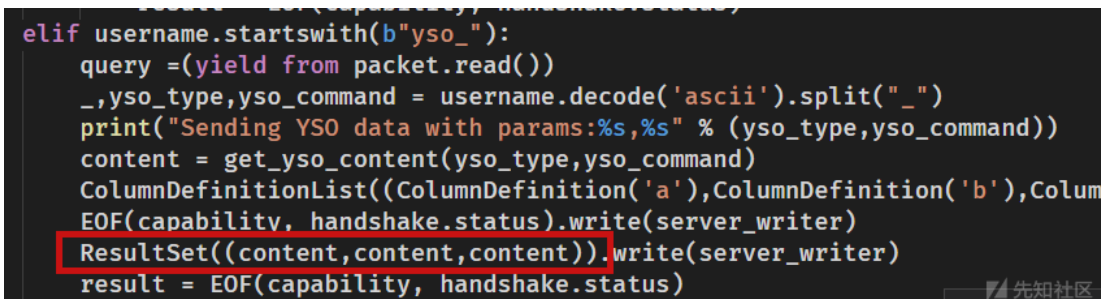 elif username.startswith(b"yso_"):
query =(yield from packet.read())
_,yso_type,yso_command = username.decode('ascii').split("_")
print("Sending YSO data with params:%s,%s" % (yso_type,yso_command))
content = get_yso_content(yso_type,yso_command)
ColumnDefinitionList((ColumnDefinition('a'),ColumnDefinition('b'),Colum
EOF(capability, handshake.status).write(server_writer)
ResultSet((content,content,content)).write(server_writer)
result = EOF(capability, handshake.status)
先知社区